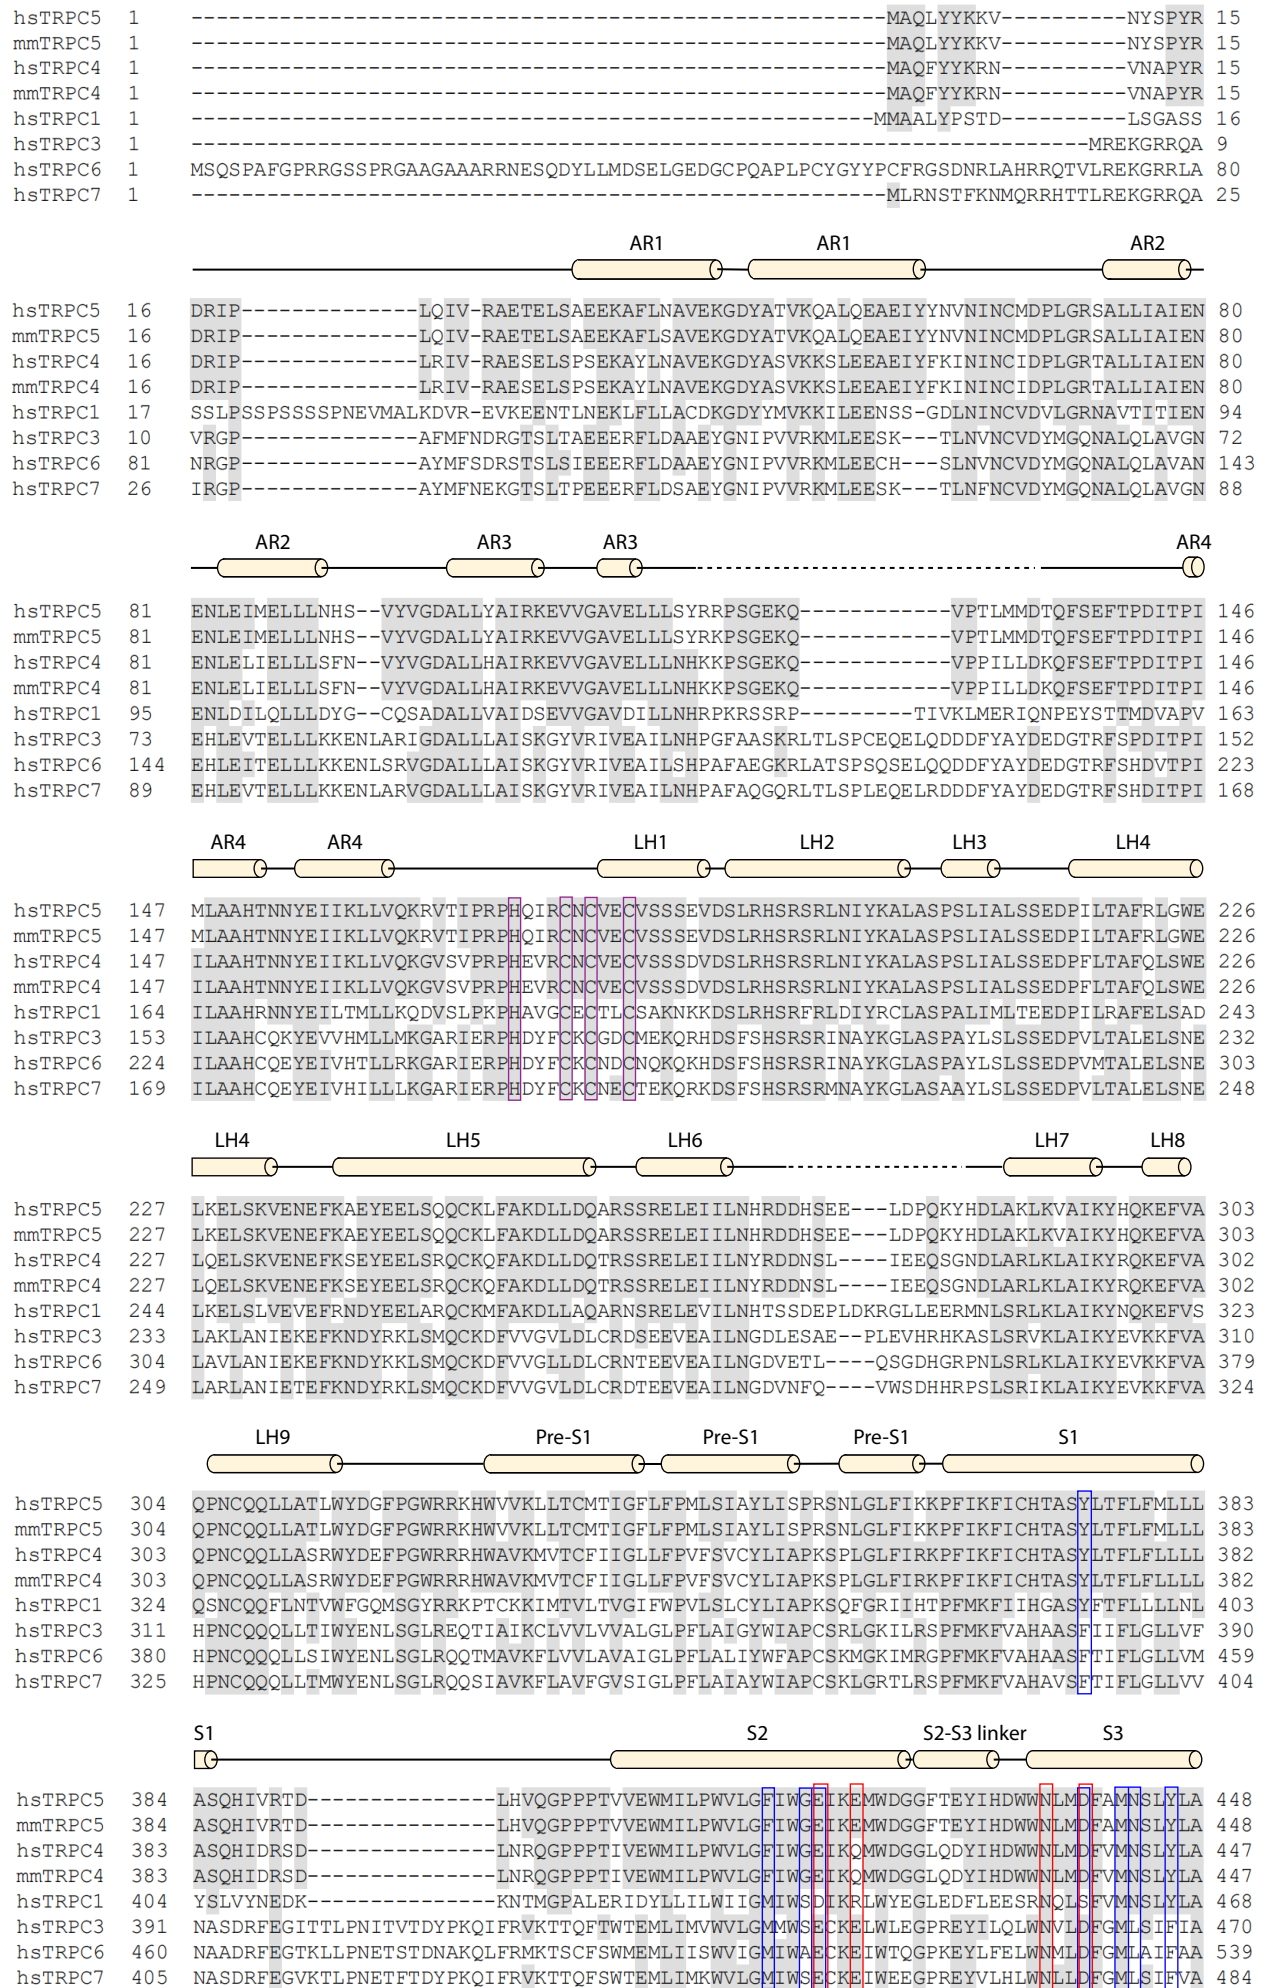 hsTRPC5 1 -------------------------------------------------------MAQLYYKKV----------NYSPYR 15
mmTRPC5 1 -------------------------------------------------------MAQLYYKKV----------NYSPYR 15
hsTRPC4 1 -------------------------------------------------------MAQFYYKRN----------VNAPYR 15
mmTRPC4 1 -------------------------------------------------------MAQFYYKRN----------VNAPYR 15
hsTRPC1 1 ------------------------------------------------------MMAALYPSTD----------LSGASS 16
hsTRPC3 1 -----------------------------------------------------------------------MREKGRRQA 9
hsTRPC6 1 MSQSPAFGPRRGSSPRGAAGAAARRNESQDYLLMDSELGEDGCPQAPLPCYGYYPCFRGSDNRLAHRRQTVLREKGRRLA 80
hsTRPC7 1 -------------------------------------------------------MLRNSTFKNMQRRHTTLREKGRRQA 25
AR1 AR1 AR2
hsTRPC5 16 DRIP--------------LQIV-RAETELSAEEKAFLNAVEKGDYATVKQALQEAEIYYNVNINCMDPLGRSALLIAIEN 80
mmTRPC5 16 DRIP--------------LQIV-RAETELSAEEKAFLSAVEKGDYATVKQALQEAEIYYNVNINCMDPLGRSALLIAIEN 80
hsTRPC4 16 DRIP--------------LRIV-RAESELSPSEKAYLNAVEKGDYASVKKSLEEAEIYFKININCIDPLGRTALLIAIEN 80
mmTRPC4 16 DRIP--------------LRIV-RAESELSPSEKAYLNAVEKGDYASVKKSLEEAEIYFKININCIDPLGRTALLIAIEN 80
hsTRPC1 17 SSLPSSPSSSSPNEVMALKDVR-EVKEENTLNEKLFLLACDKGDYYMVKKILEENSS-GDLNINCVDVLGRNAVTITIEN 94
hsTRPC3 10 VRGP--------------AFMFNDRGTSLTAEEERFLDAAEYGNIPVVRKMLEESK---TLNVNCVDYMGQNALQLAVGN 72
hsTRPC6 81 NRGP--------------AYMFSDRSTSLSIEEERFLDAAEYGNIPVVRKMLEECH---SLNVNCVDYMGQNALQLAVAN 143
hsTRPC7 26 IRGP--------------AYMFNEKGTSLTPEEERFLDSAEYGNIPVVRKMLEESK---TLNFNCVDYMGQNALQLAVGN 88
AR2 AR3 AR3 AR4
hsTRPC5 81 ENLEIMELLLNHS--VYVGDALLYAIRKEVVGAVELLLSYRRPSGEKQ------------VPTLMMDTQFSEFTPDITPI 146
mmTRPC5 81 ENLEIMELLLNHS--VYVGDALLYAIRKEVVGAVELLLSYRKPSGEKQ------------VPTLMMDTQFSEFTPDITPI 146
hsTRPC4 81 ENLELIELLLSFN--VYVGDALLHAIRKEVVGAVELLLNHKKPSGEKQ------------VPPILLDKQFSEFTPDITPI 146
mmTRPC4 81 ENLELIELLLSFN--VYVGDALLHAIRKEVVGAVELLLNHKKPSGEKQ------------VPPILLDKQFSEFTPDITPI 146
hsTRPC1 95 ENLDILQLLLDYG--CQSADALLVAIDSEVVGAVDILLNHRPKRSSRP---------TIVKLMERIQNPEYSTTMDVAPV 163
hsTRPC3 73 EHLEVTELLLKKENLARIGDALLLAISKGYVRIVEAILNHPGFAASKRLTLSPCEQELQDDDFYAYDEDGTRFSPDITPI 152
hsTRPC6 144 EHLEITELLLKKENLSRVGDALLLAISKGYVRIVEAILSHPAFAEGKRLATSPSQSELQQDDFYAYDEDGTRFSHDVTPI 223
hsTRPC7 89 EHLEVTELLLKKENLARVGDALLLAISKGYVRIVEAILNHPAFAQGQRLTLSPLEQELRDDDFYAYDEDGTRFSHDITPI 168
AR4 AR4 LH1 LH2 LH3 LH4
hsTRPC5 147 MLAAHTNNYEIIKLLVQKRVTIPRPHQIRCNCVECVSSSEVDSLRHSRSRLNIYKALASPSLIALSSEDPILTAFRLGWE 226
mmTRPC5 147 MLAAHTNNYEIIKLLVQKRVTIPRPHQIRCNCVECVSSSEVDSLRHSRSRLNIYKALASPSLIALSSEDPILTAFRLGWE 226
hsTRPC4 147 ILAAHTNNYEIIKLLVQKGVSVPRPHEVRCNCVECVSSSDVDSLRHSRSRLNIYKALASPSLIALSSEDPFLTAFQLSWE 226
mmTRPC4 147 ILAAHTNNYEIIKLLVQKGVSVPRPHEVRCNCVECVSSSDVDSLRHSRSRLNIYKALASPSLIALSSEDPFLTAFQLSWE 226
hsTRPC1 164 ILAAHRNNYEILTMLLKQDVSLPKPHAVGCECTLCSAKNKKDSLRHSRFRLDIYRCLASPALIMLTEEDPILRAFELSAD 243
hsTRPC3 153 ILAAHCQKYEVVHMLLMKGARIERPHDYFCKCGDCMEKQRHDSFSHSRSRINAYKGLASPAYLSLSSEDPVLTALELSNE 232
hsTRPC6 224 ILAAHCQEYEIVHTLLRKGARIERPHDYFCKCNDCNQKQKHDSFSHSRSRINAYKGLASPAYLSLSSEDPVMTALELSNE 303
hsTRPC7 169 ILAAHCQEYEIVHILLLKGARIERPHDYFCKCNECTEKQRKDSFSHSRSRMNAYKGLASAAYLSLSSEDPVLTALELSNE 248
LH4 LH5 LH6 LH7 LH8
hsTRPC5 227 LKELSKVENEFKAEYEELSQQCKLFAKDLLDQARSSRELEIILNHRDDHSEE---LDPQKYHDLAKLKVAIKYHQKEFVA 303
mmTRPC5 227 LKELSKVENEFKAEYEELSQQCKLFAKDLLDQARSSRELEIILNHRDDHSEE---LDPQKYHDLAKLKVAIKYHQKEFVA 303
hsTRPC4 227 LQELSKVENEFKSEYEELSRQCKQFAKDLLDQTRSSRELEIILNYRDDNSL----IEEQSGNDLARLKLAIKYRQKEFVA 302
mmTRPC4 227 LQELSKVENEFKSEYEELSRQCKQFAKDLLDQTRSSRELEIILNYRDDNSL----IEEQSGNDLARLKLAIKYRQKEFVA 302
hsTRPC1 244 LKELSLVEVEFRNDYEELARQCKMFAKDLLAQARNSRELEVILNHTSSDEPLDKRGLLEERMNLSRLKLAIKYNQKEFVS 323
hsTRPC3 233 LAKLANIEKEFKNDYRKLSMQCKDFVVGVLDLCRDSEEVEAILNGDLESAE--PLEVHRHKASLSRVKLAIKYEVKKFVA 310
hsTRPC6 304 LAVLANIEKEFKNDYKKLSMQCKDFVVGLLDLCRNTEEVEAILNGDVETL----QSGDHGRPNLSRLKLAIKYEVKKFVA 379
hsTRPC7 249 LARLANIETEFKNDYRKLSMQCKDFVVGVLDLCRDTEEVEAILNGDVNFQ----VWSDHHRPSLSRIKLAIKYEVKKFVA 324
LH9 Pre-S1 Pre-S1 Pre-S1 S1
hsTRPC5 304 QPNCQQLLATLWYDGFPGWRRKHWVVKLLTCMTIGFLFPMLSIAYLISPRSNLGLFIKKPFIKFICHTASYLTFLFMLLL 383
mmTRPC5 304 QPNCQQLLATLWYDGFPGWRRKHWVVKLLTCMTIGFLFPMLSIAYLISPRSNLGLFIKKPFIKFICHTASYLTFLFMLLL 383
hsTRPC4 303 QPNCQQLLASRWYDEFPGWRRRHWAVKMVTCFIIGLLFPVFSVCYLIAPKSPLGLFIRKPFIKFICHTASYLTFLFLLLL 382
mmTRPC4 303 QPNCQQLLASRWYDEFPGWRRRHWAVKMVTCFIIGLLFPVFSVCYLIAPKSPLGLFIRKPFIKFICHTASYLTFLFLLLL 382
hsTRPC1 324 QSNCQQFLNTVWFGQMSGYRRKPTCKKIMTVLTVGIFWPVLSLCYLIAPKSQFGRIIHTPFMKFIIHGASYFTFLLLLNL 403
hsTRPC3 311 HPNCQQQLLTIWYENLSGLREQTIAIKCLVVLVVALGLPFLAIGYWIAPCSRLGKILRSPFMKFVAHAASFIIFLGLLVF 390
hsTRPC6 380 HPNCQQQLLSIWYENLSGLRQQTMAVKFLVVLAVAIGLPFLALIYWFAPCSKMGKIMRGPFMKFVAHAASFTIFLGLLVM 459
hsTRPC7 325 HPNCQQQLLTMWYENLSGLRQQSIAVKFLAVFGVSIGLPFLAIAYWIAPCSKLGRTLRSPFMKFVAHAVSFTIFLGLLVV 404
S1 S2 S2-S3 linker S3
hsTRPC5 384 ASQHIVRTD---------------LHVQGPPPTVVEWMILPWVLGFIWGEIKEMWDGGFTEYIHDWWNLMDFAMNSLYLA 448
mmTRPC5 384 ASQHIVRTD---------------LHVQGPPPTVVEWMILPWVLGFIWGEIKEMWDGGFTEYIHDWWNLMDFAMNSLYLA 448
hsTRPC4 383 ASQHIDRSD---------------LNRQGPPPTIVEWMILPWVLGFIWGEIKQMWDGGLQDYIHDWWNLMDFVMNSLYLA 447
mmTRPC4 383 ASQHIDRSD---------------LNRQGPPPTIVEWMILPWVLGFIWGEIKQMWDGGLQDYIHDWWNLMDFVMNSLYLA 447
hsTRPC1 404 YSLVYNEDK---------------KNTMGPALERIDYLLILWIIGMIWSDIKRLWYEGLEDFLEESRNQLSFVMNSLYLA 468
hsTRPC3 391 NASDRFEGITTLPNITVTDYPKQIFRVKTTQFTWTEMLIMVWVLGMMWSECKELWLEGPREYILQLWNVLDFGMLSIFIA 470
hsTRPC6 460 NAADRFEGTKLLPNETSTDNAKQLFRMKTSCFSWMEMLIISWVIGMIWAECKEIWTQGPKEYLFELWNMLDFGMLAIFAA 539
hsTRPC7 405 NASDRFEGVKTLPNETFTDYPKQIFRVKTTQFSWTEMLIMKWVLGMIWSECKEIWEEGPREYVLHLWNLLDFGMLSIFVA 484